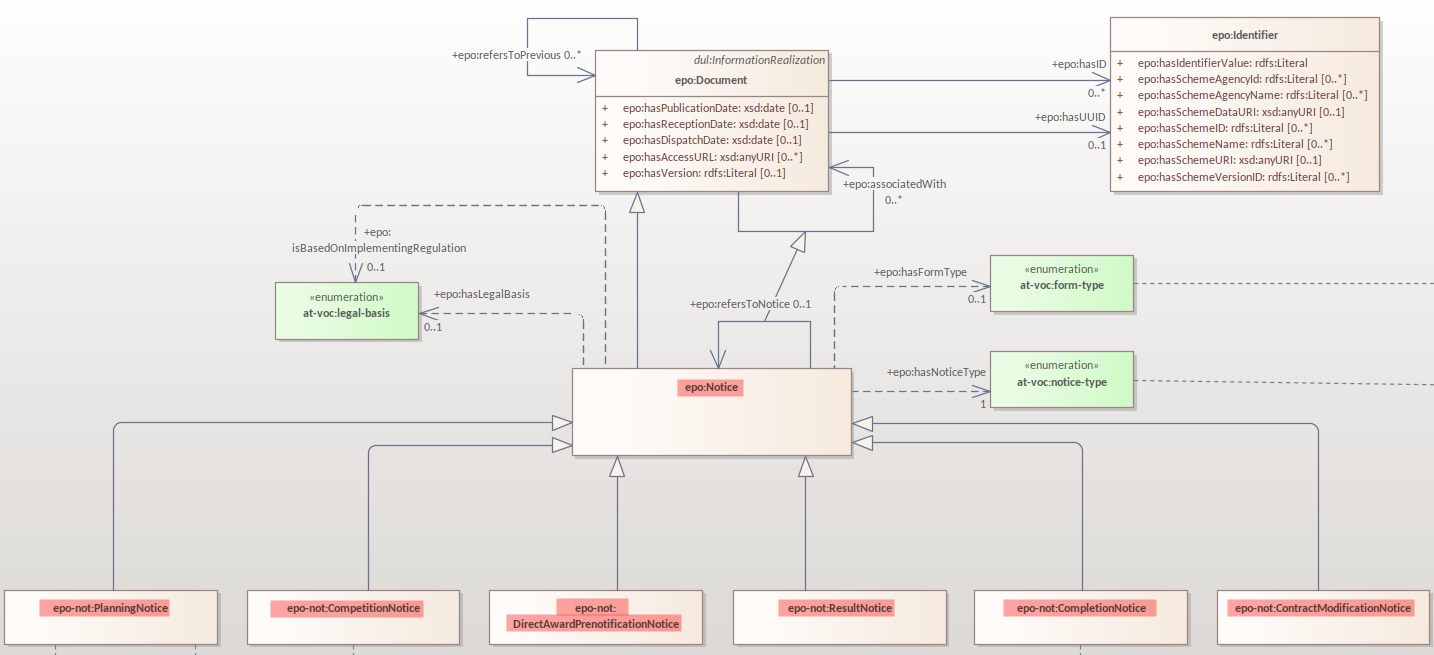 +epo:refersToPrevious 0..*
dul:InformationRealization
epo:Document
+ epo:hasPublicationDate: xsd:date [0..1]
+ epo:hasReceptionDate: xsd:date [0..1]
+ epo:hasDispatchDate: xsd:date [0..1]
+ epo:hasAccessURL: xsd:anyURI [0..*]
+ epo:hasVersion: rdfs:Literal [0..1]
+epo:hasID
0..*
+epo:hasUUID
0..1
epo:Identifier
+ epo:hasIdentifierValue: rdfs:Literal
+ epo:hasSchemeAgencyId: rdfs:Literal [0..*]
+ epo:hasSchemeAgencyName: rdfs:Literal [0..*]
+ epo:hasSchemeDataURI: xsd:anyURI [0..1]
+ epo:hasSchemeID: rdfs:Literal [0..*]
+ epo:hasSchemeName: rdfs:Literal [0..*]
+ epo:hasSchemeURI: xsd:anyURI [0..1]
+ epo:hasSchemeVersionID: rdfs:Literal [0..*]
+epo:associatedWith
0..*
+epo:
isBasedOnImplementingRegulation
0..1
«enumeration»
at-voc:legal-basis
+epo:hasLegalBasis
0..1
+epo:refersToNotice 0..1
+epo:hasFormType
0..1
«enumeration»
at-voc:form-type
+epo:hasNoticeType
1
«enumeration»
at-voc:notice-type
epo:Notice
epo-not:PlanningNotice
epo-not:CompetitionNotice
epo-not:
DirectAwardPrenotificationNotice
epo-not:ResultNotice
epo-not:CompletionNotice
epo-not:ContractModificationNotice